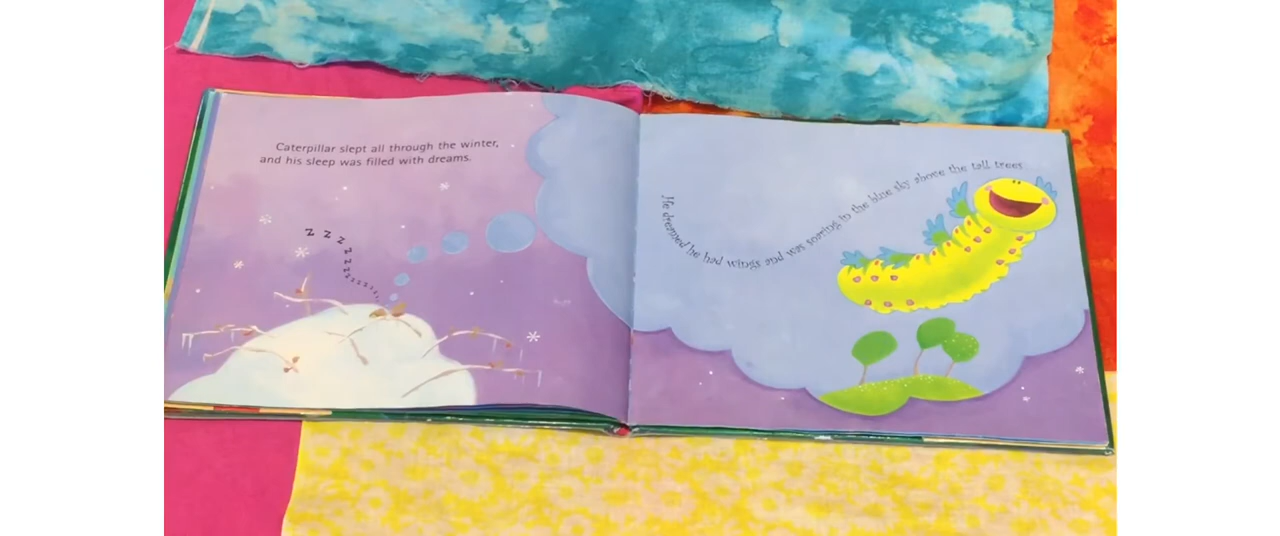 Caterpillar slept all through the winter,
and his sleep was filled with dreams.
z z z z z z z z z z z z z z
He dreamed he had wings and was soaring in the blue sky above the tall trees